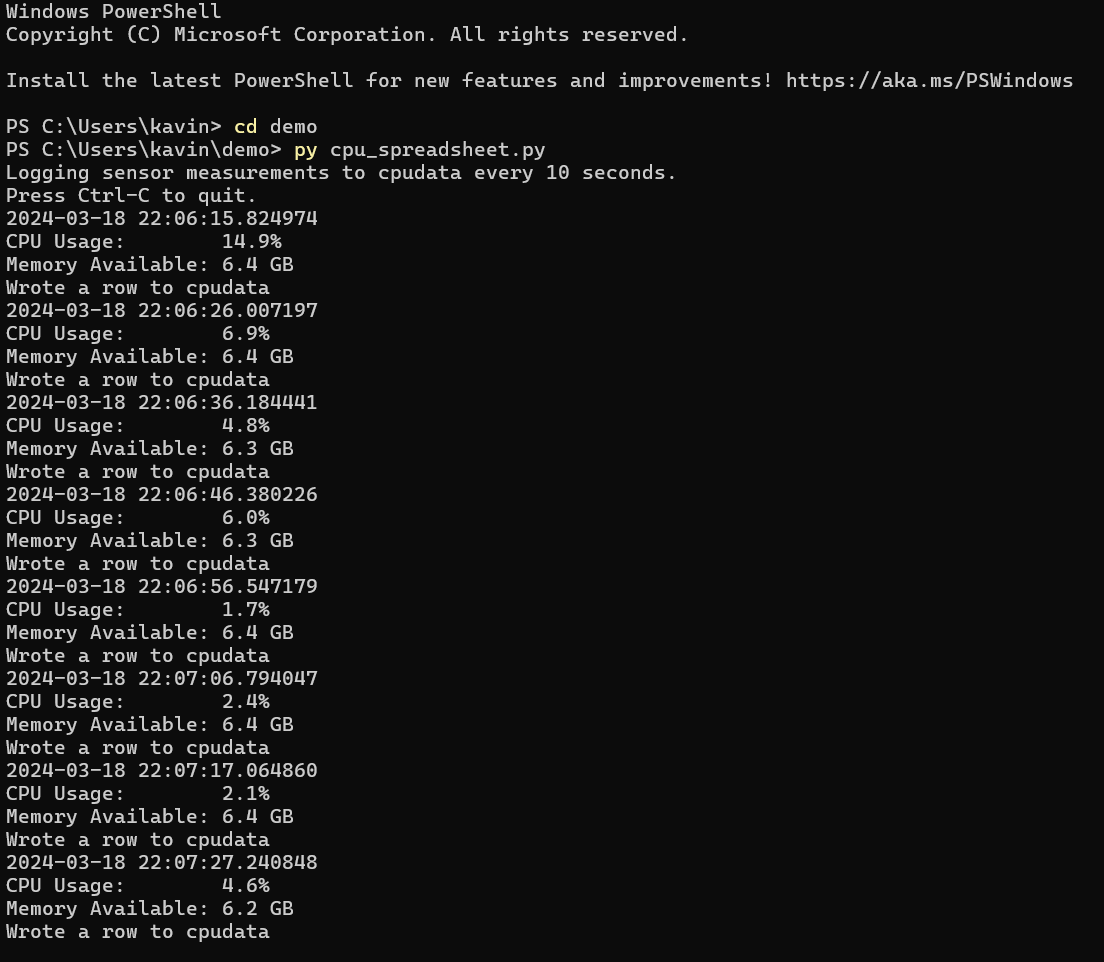 Windows PowerShell
Copyright (C) Microsoft Corporation. All rights reserved.
Install the latest PowerShell for new features and improvements! https://aka.ms/PSWindows
PS C:\Users\kavin> cd demo
PS C:\Users\kavin\demo> py cpu_spreadsheet.py
Logging sensor measurements to cpudata every 10 seconds.
Press Ctrl-C to quit.
2024-03-18 22:06:15.824974
CPU Usage:        14.9%
Memory Available: 6.4 GB
Wrote a row to cpudata
2024-03-18 22:06:26.007197
CPU Usage:        6.9%
Memory Available: 6.4 GB
Wrote a row to cpudata
2024-03-18 22:06:36.184441
CPU Usage:        4.8%
Memory Available: 6.3 GB
Wrote a row to cpudata
2024-03-18 22:06:46.380226
CPU Usage:        6.0%
Memory Available: 6.3 GB
Wrote a row to cpudata
2024-03-18 22:06:56.547179
CPU Usage:        1.7%
Memory Available: 6.4 GB
Wrote a row to cpudata
2024-03-18 22:07:06.794047
CPU Usage:        2.4%
Memory Available: 6.4 GB
Wrote a row to cpudata
2024-03-18 22:07:17.064860
CPU Usage:        2.1%
Memory Available: 6.4 GB
Wrote a row to cpudata
2024-03-18 22:07:27.240848
CPU Usage:        4.6%
Memory Available: 6.2 GB
Wrote a row to cpudata